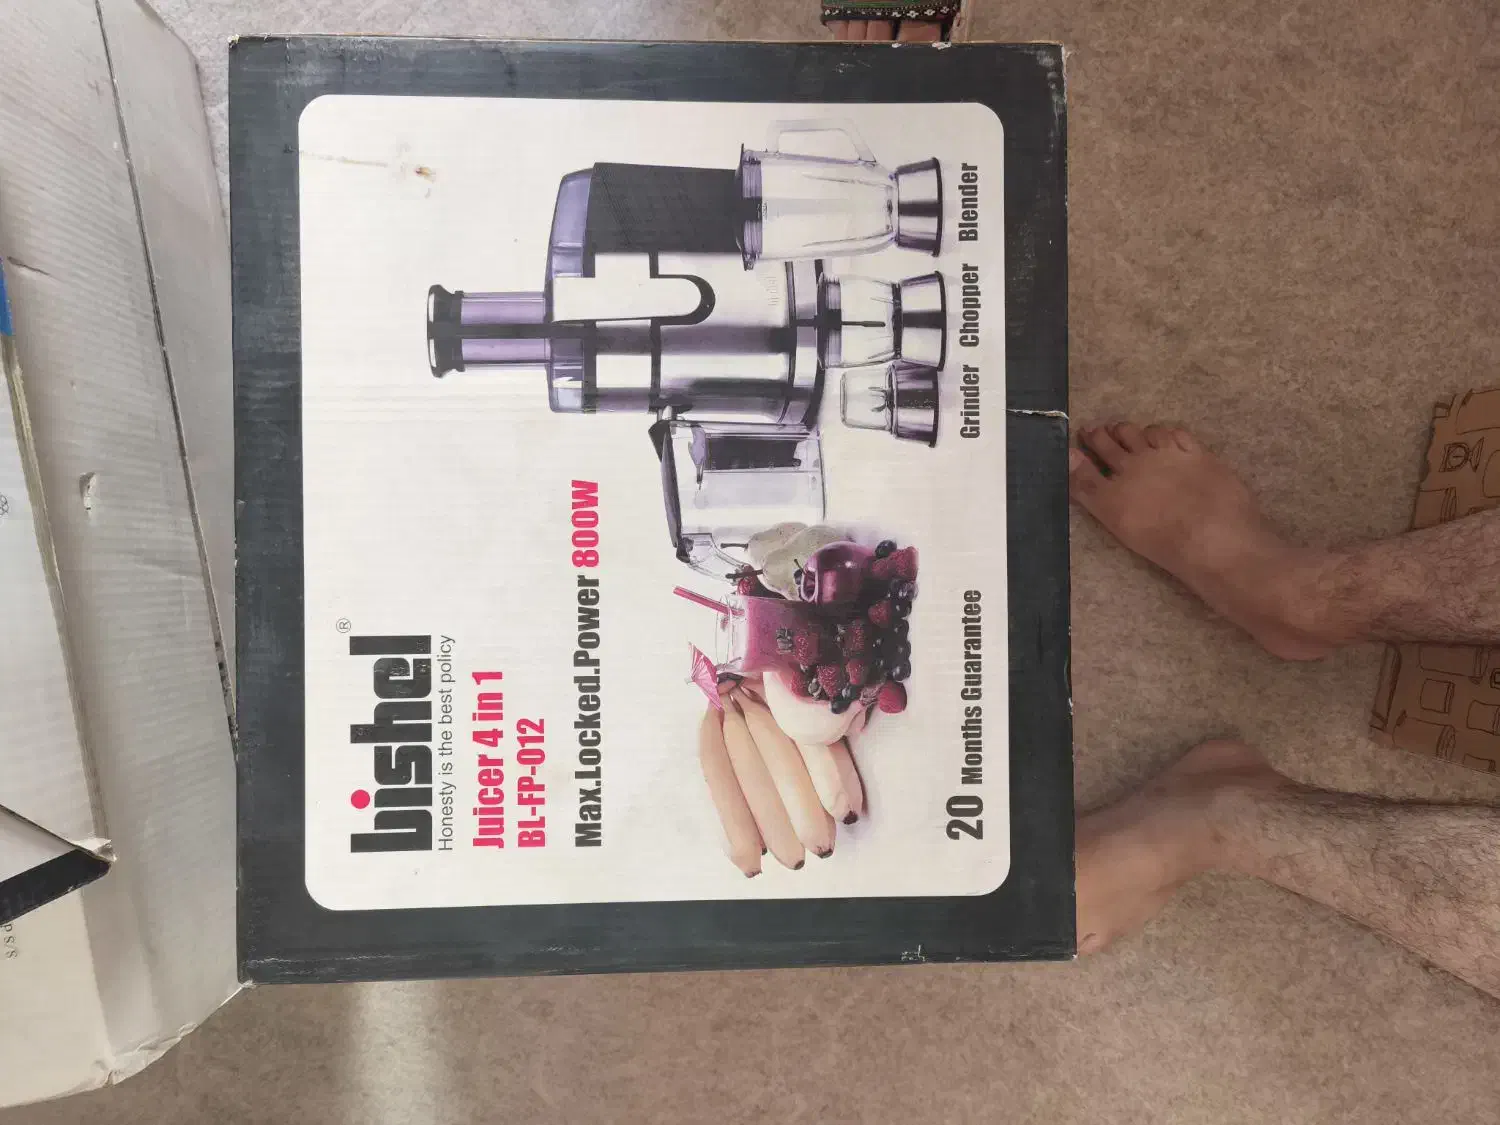 bishel®
Honesty is the best policy
Juicer 4 in 1
BL-FP-012
Max.Locked.Power 800W
Grinder Chopper Blender
20 Months Guarantee